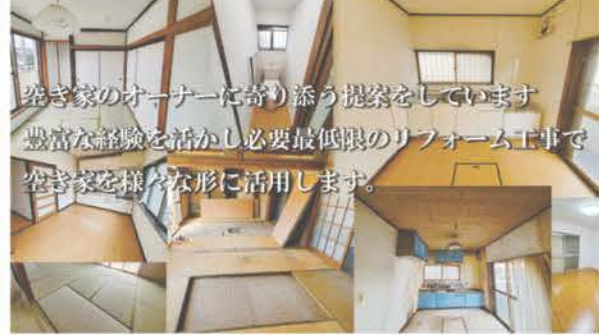 空き家のオーナーに寄り添う提案をしています
豊富な経験を活かし必要最低限のリフォーム工事で
空き家を様々な形に活用します。